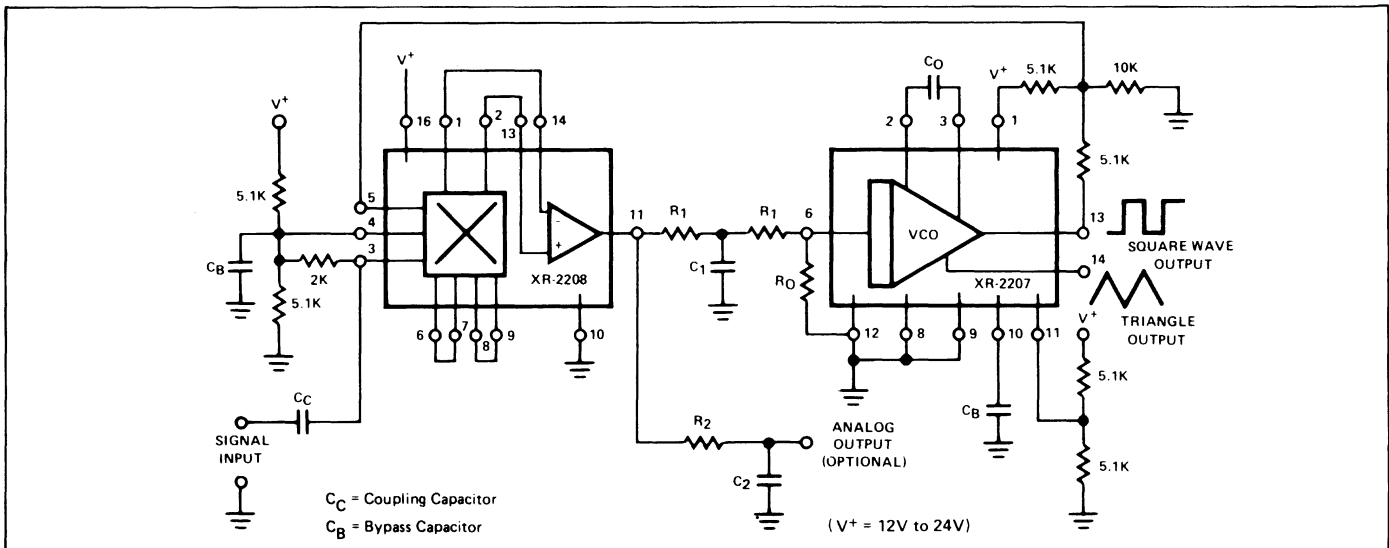 V+
5.1K
10K
CO
V+
V+
16
1
2
13
14
2
3
1
5.1K
5.1K
5
4
3
CB
2K
5.1K
XR-2208
6
7
8
9
10
11
R1
R1
C1
6
RO
VCO
XR-2207
12
8
9
10
11
13
SQUARE WAVE
OUTPUT
14
TRIANGLE
OUTPUT
V+
5.1K
5.1K
CB
CC
SIGNAL
INPUT
R2
C2
ANALOG
OUTPUT
(OPTIONAL)
CC = Coupling Capacitor
CB = Bypass Capacitor
(V+ = 12V to 24V)
-
+